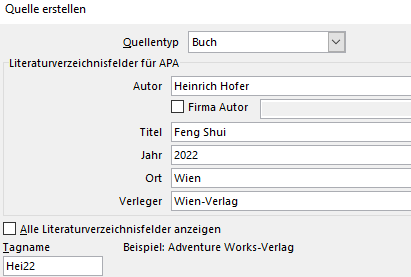 Quelle erstellen
Quellentyp Buch
Literaturverzeichnisfelder für APA
Autor Heinrich Hofer
Firma Autor
Titel Feng Shui
Jahr 2022
Ort Wien
Verleger Wien-Verlag
Alle Literaturverzeichnisfelder anzeigen
Tagname Beispiel: Adventure Works-Verlag
Hei22